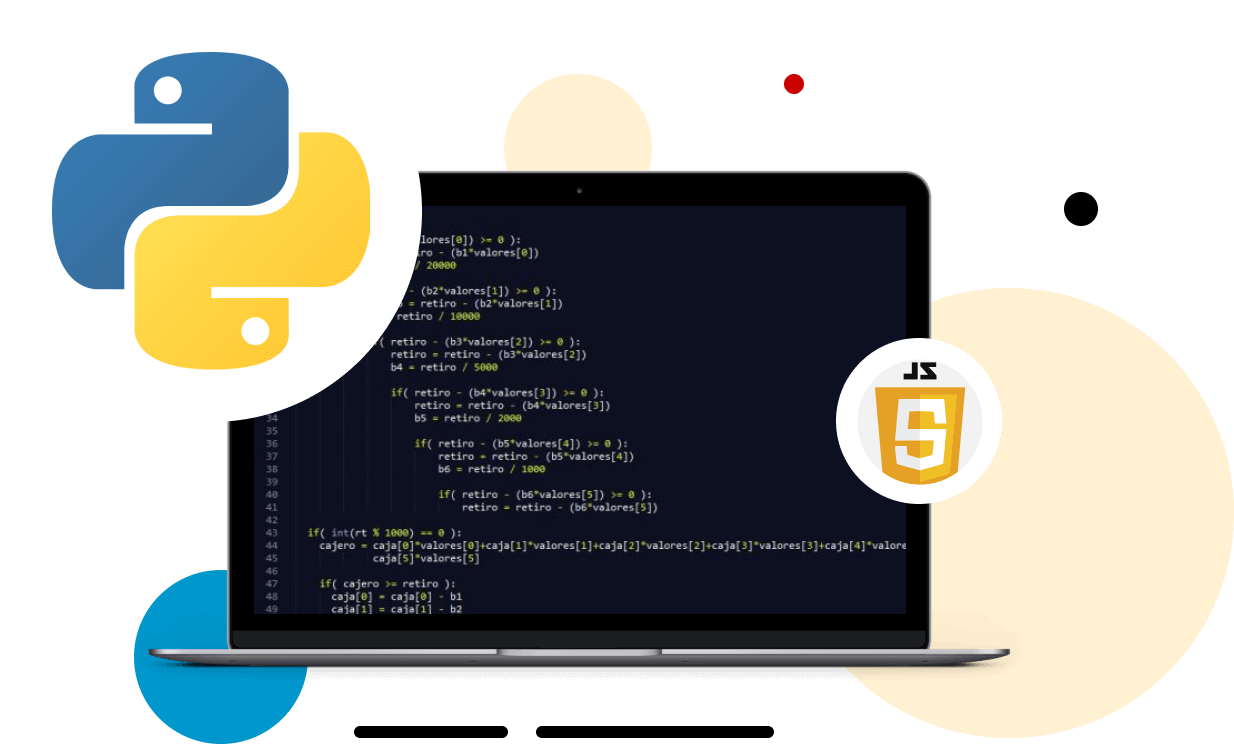 lores[0]) >= 0 ):
iro - (b1*valores[0])
/ 20000
- (b2*valores[1]) >= 0 ):
= retiro - (b2*valores[1])
retiro / 10000
( retiro - (b3*valores[2]) >= 0 ):
retiro = retiro - (b3*valores[2])
b4 = retiro / 5000
if( retiro - (b4*valores[3]) >= 0 ):
retiro = retiro - (b4*valores[3])
34 b5 = retiro / 2000
35
36 if( retiro - (b5*valores[4]) >= 0 ):
37 retiro = retiro - (b5*valores[4])
38 b6 = retiro / 1000
39
40 if( retiro - (b6*valores[5]) >= 0 ):
41 retiro = retiro - (b6*valores[5])
42
43 if( int(rt % 1000) == 0 ):
44 cajero = caja[0]*valores[0]+caja[1]*valores[1]+caja[2]*valores[2]+caja[3]*valores[3]+caja[4]*valore
45 caja[5]*valores[5]
46
47 if( cajero >= retiro ):
48 caja[0] = caja[0] - b1
49 caja[1] = caja[1] - b2
JS
5